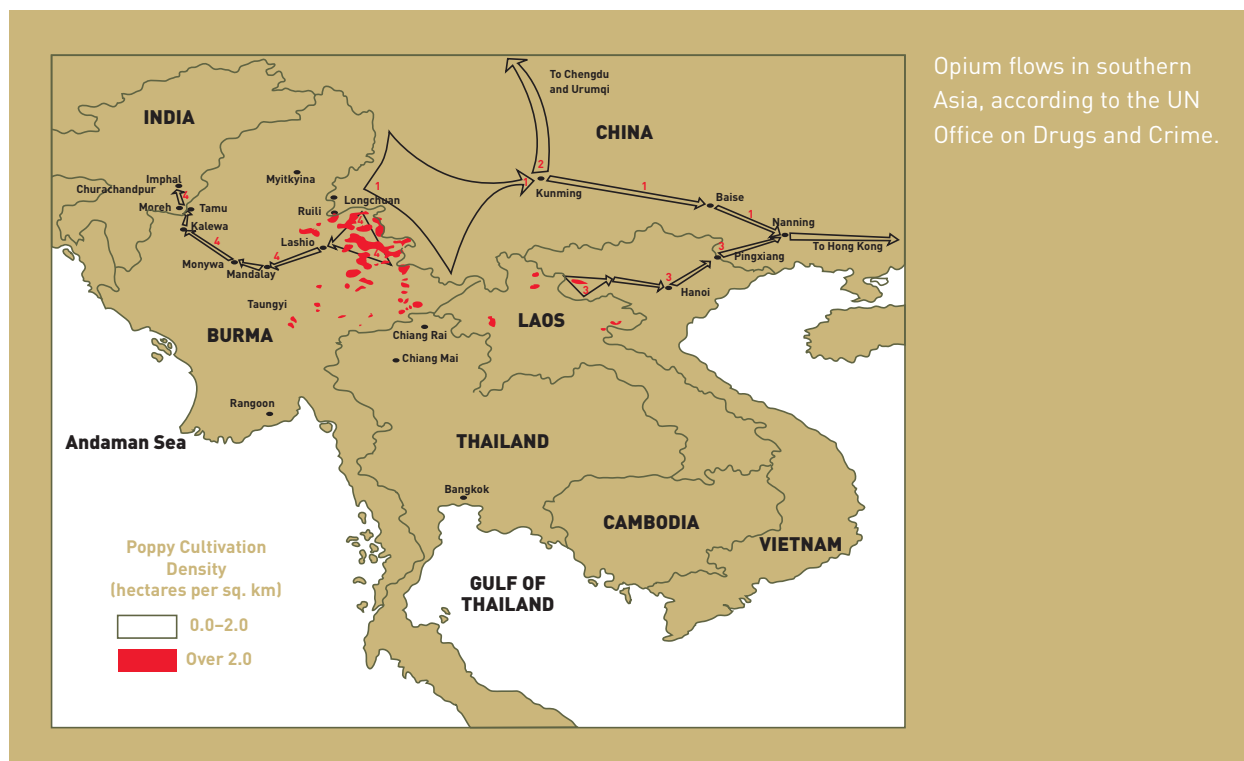 Opium flows in southern
Asia, according to the UN
Office on Drugs and Crime.
To Chengdu
and Urumqi
INDIA
CHINA
2
Imphal
Churachandpur
4
Myitkyina
1
1
Kunming
1
Longchuan
Baise
Moreh
Tamu
Ruili
1
4
Nanning
Kalewa
4
Lashio
To Hong Kong
3
4
4
Pingxiang
Monywa
Mandalay
3
3
Hanoi
Taungyi
LAOS
BURMA
Chiang Rai
Chiang Mai
Rangoon
Andaman Sea
THAILAND
Bangkok
CAMBODIA
VIETNAM
Poppy Cultivation
Density
(hectares per sq. km)
GULF OF
THAILAND
0.0–2.0
Over 2.0